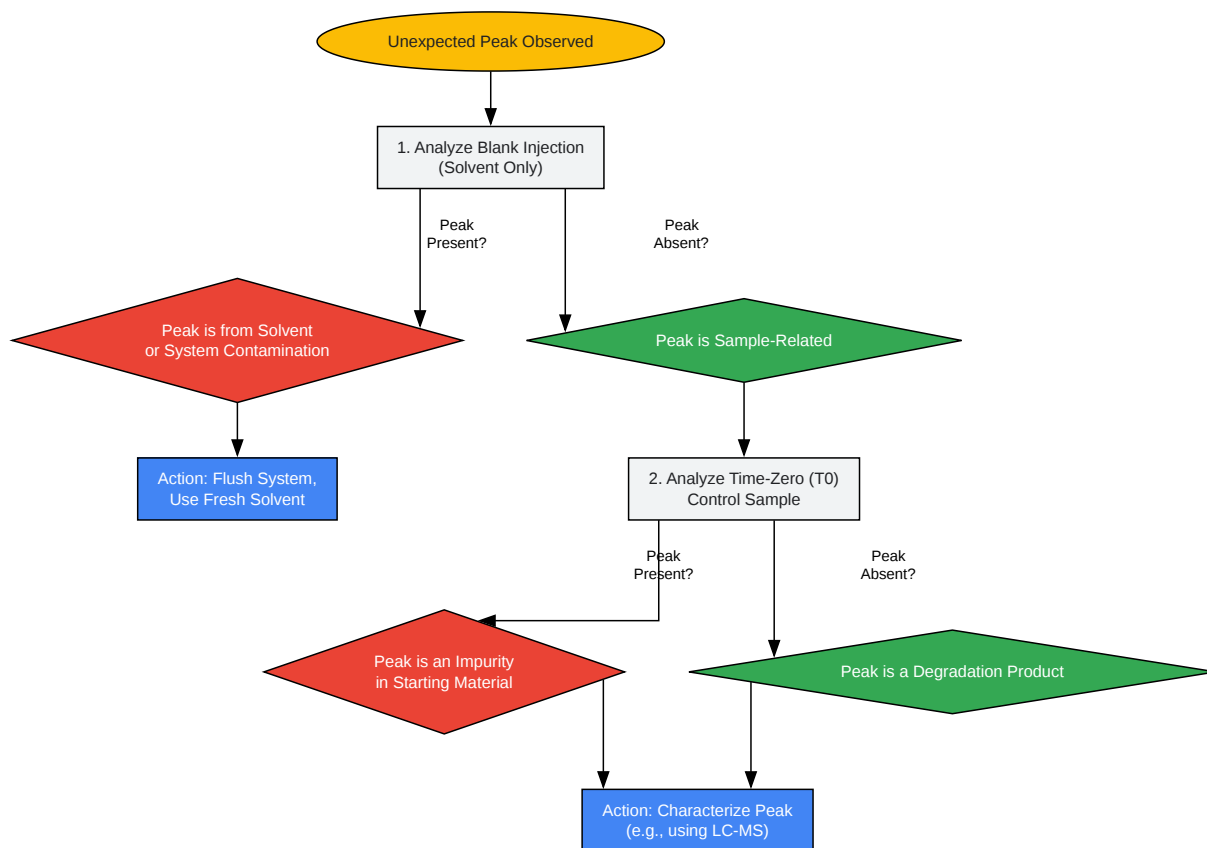 Unexpected Peak Observed
1. Analyze Blank Injection
(Solvent Only)
Peak
Present?
Peak
Absent?
Peak is from Solvent
or System Contamination
Peak is Sample-Related
Action: Flush System,
Use Fresh Solvent
2. Analyze Time-Zero (T0)
Control Sample
Peak
Present?
Peak
Absent?
Peak is an Impurity
in Starting Material
Peak is a Degradation Product
Action: Characterize Peak
(e.g., using LC-MS)